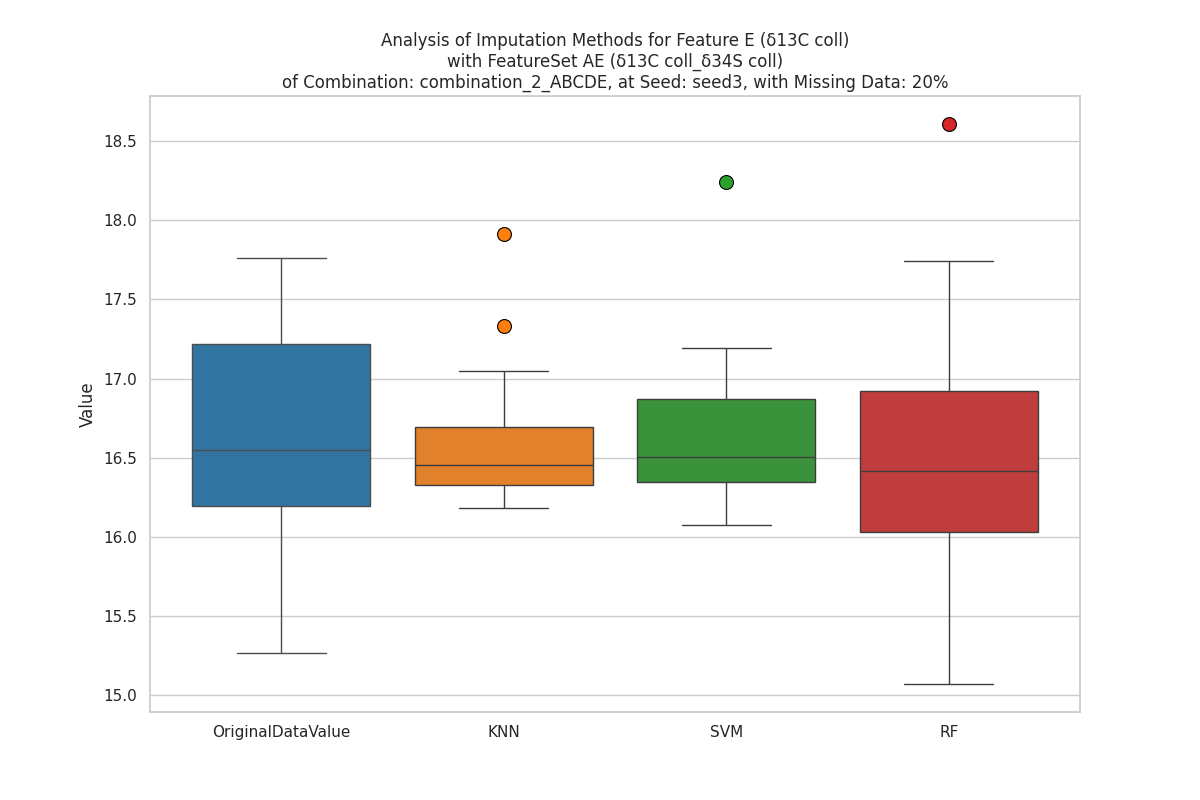 Analysis of Imputation Methods for Feature E (δ13C coll)
with FeatureSet AE (δ13C coll_δ34S coll)
of Combination: combination_2_ABCDE, at Seed: seed3, with Missing Data: 20%
Value
18.5
18.0
17.5
17.0
16.5
16.0
15.5
15.0
OriginalDataValue
KNN
SVM
RF